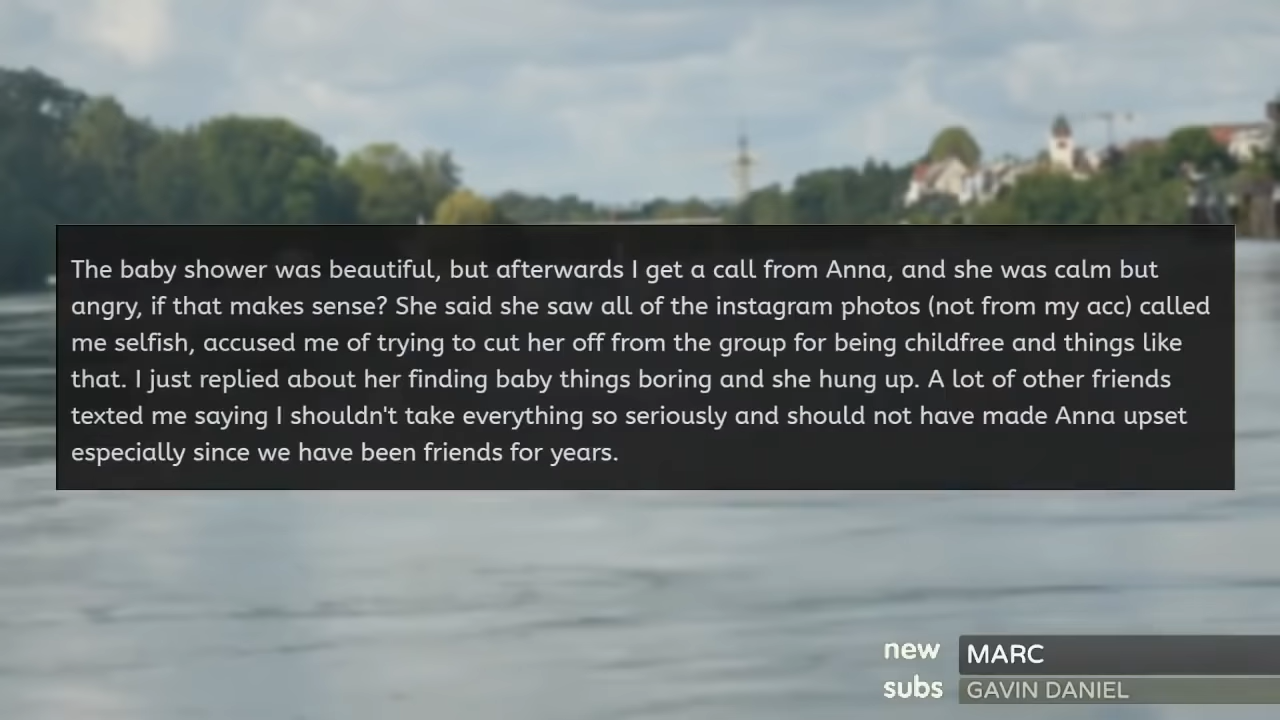 The baby shower was beautiful, but afterwards I get a call from Anna, and she was calm but
angry, if that makes sense? She said she saw all of the instagram photos (not from my acc) called
me selfish, accused me of trying to cut her off from the group for being childfree and things like
that. I just replied about her finding baby things boring and she hung up. A lot of other friends
texted me saying I shouldn't take everything so seriously and should not have made Anna upset
especially since we have been friends for years.
new MARC
subs GAVIN DANIEL